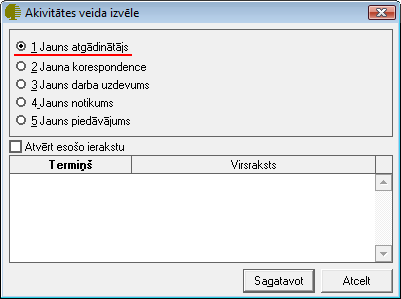 Akivitātes veida izvēle
1 Jauns atgādinātājs
2 Jauna korespondence
3 Jauns darba uzdevums
4 Jauns notikums
5 Jauns piedāvājums
Atvērt esošo ierakstu
Termiņš Virsraksts
Sagatavot Atcelt